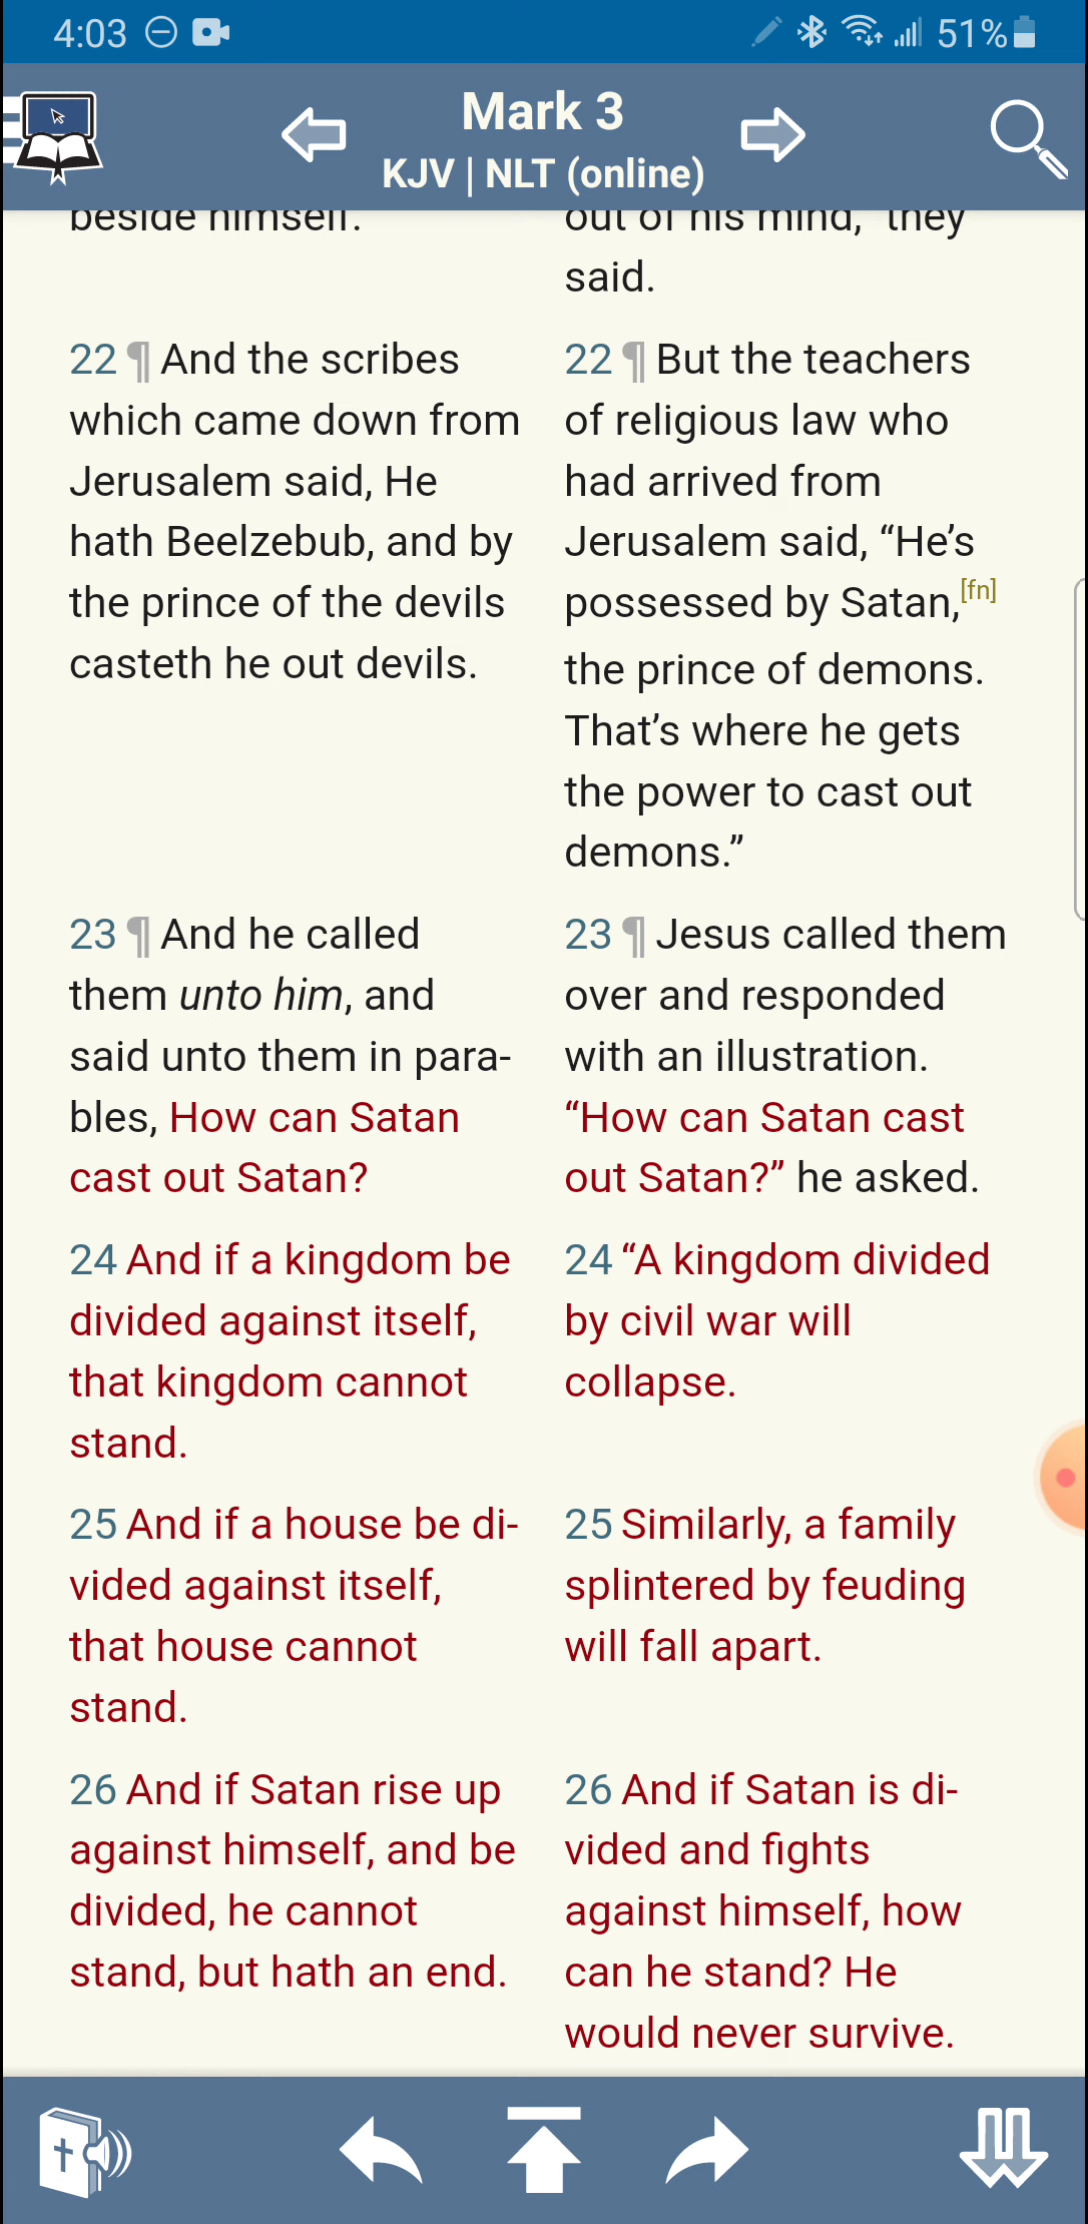 4:03
51%
Mark 3
KJV | NLT (online)
beside himself.
22 ¶ And the scribes
which came down from
Jerusalem said, He
hath Beelzebub, and by
the prince of the devils
casteth he out devils.
23 ¶ And he called
them unto him, and
said unto them in para-
bles, How can Satan
cast out Satan?
24 And if a kingdom be
divided against itself,
that kingdom cannot
stand.
25 And if a house be di-
vided against itself,
that house cannot
stand.
26 And if Satan rise up
against himself, and be
divided, he cannot
stand, but hath an end.
out of his mind,” they
said.
22 ¶ But the teachers
of religious law who
had arrived from
Jerusalem said, “He’s
possessed by Satan,[fn]
the prince of demons.
That’s where he gets
the power to cast out
demons.”
23 ¶ Jesus called them
over and responded
with an illustration.
“How can Satan cast
out Satan?” he asked.
24 “A kingdom divided
by civil war will
collapse.
25 Similarly, a family
splintered by feuding
will fall apart.
26 And if Satan is di-
vided and fights
against himself, how
can he stand? He
would never survive.